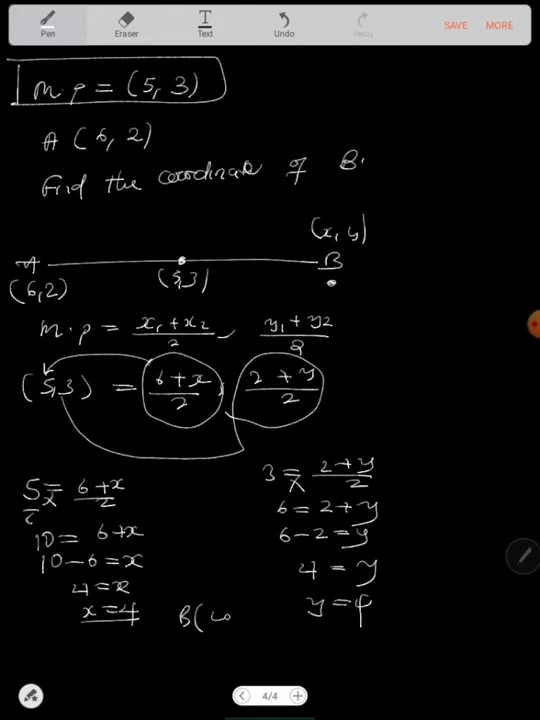 Pen Eraser Text Undo Redo SAVE MORE
m.p = (5, 3)
A (6, 2)
Find the coordinate of B.
(x, y)
A B
(6,2) (5,3)
m.p = x₁ + x₂ / 2 , y₁ + y₂ / 2
(5,3) = 6+x / 2 , 2+y / 2
5 = 6+x / 2
10 = 6+x
10-6 = x
4 = x
x = 4
3 = 2+y / 2
6 = 2+y
6-2 = y
4 = y
y = 4
B(
4/4